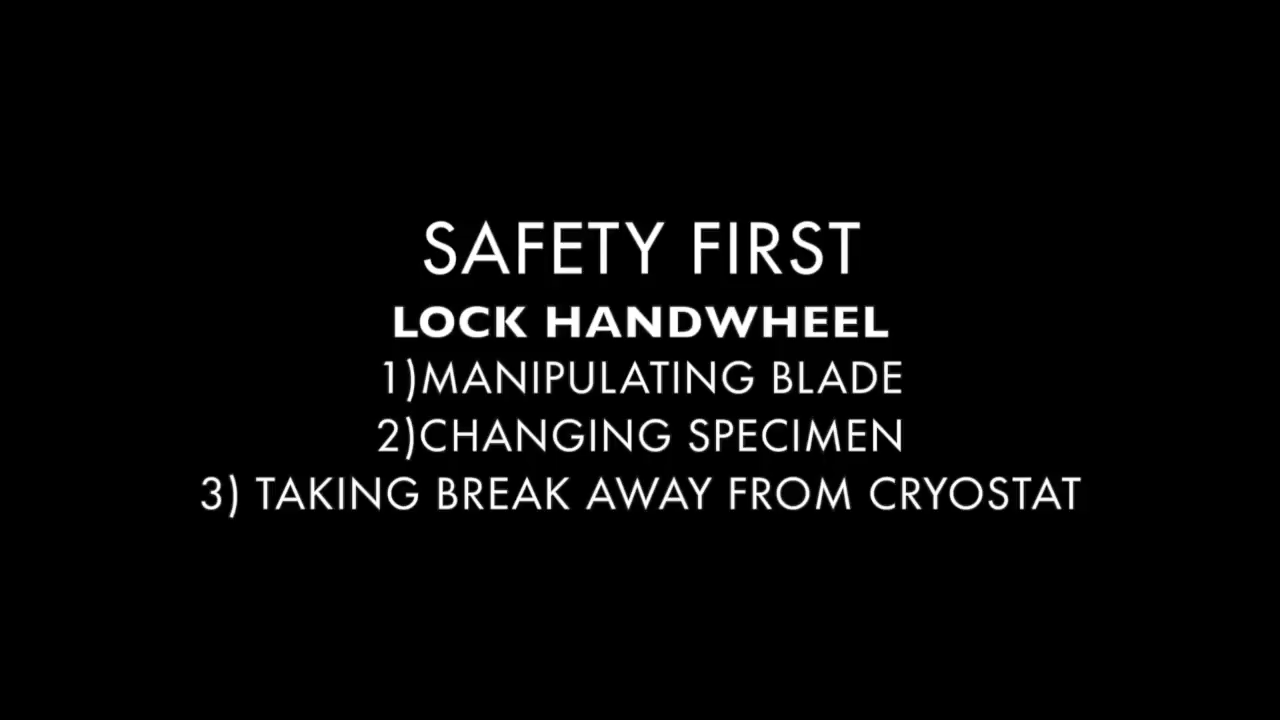 SAFETY FIRST
LOCK HANDWHEEL
1)MANIPULATING BLADE
2)CHANGING SPECIMEN
3) TAKING BREAK AWAY FROM CRYOSTAT